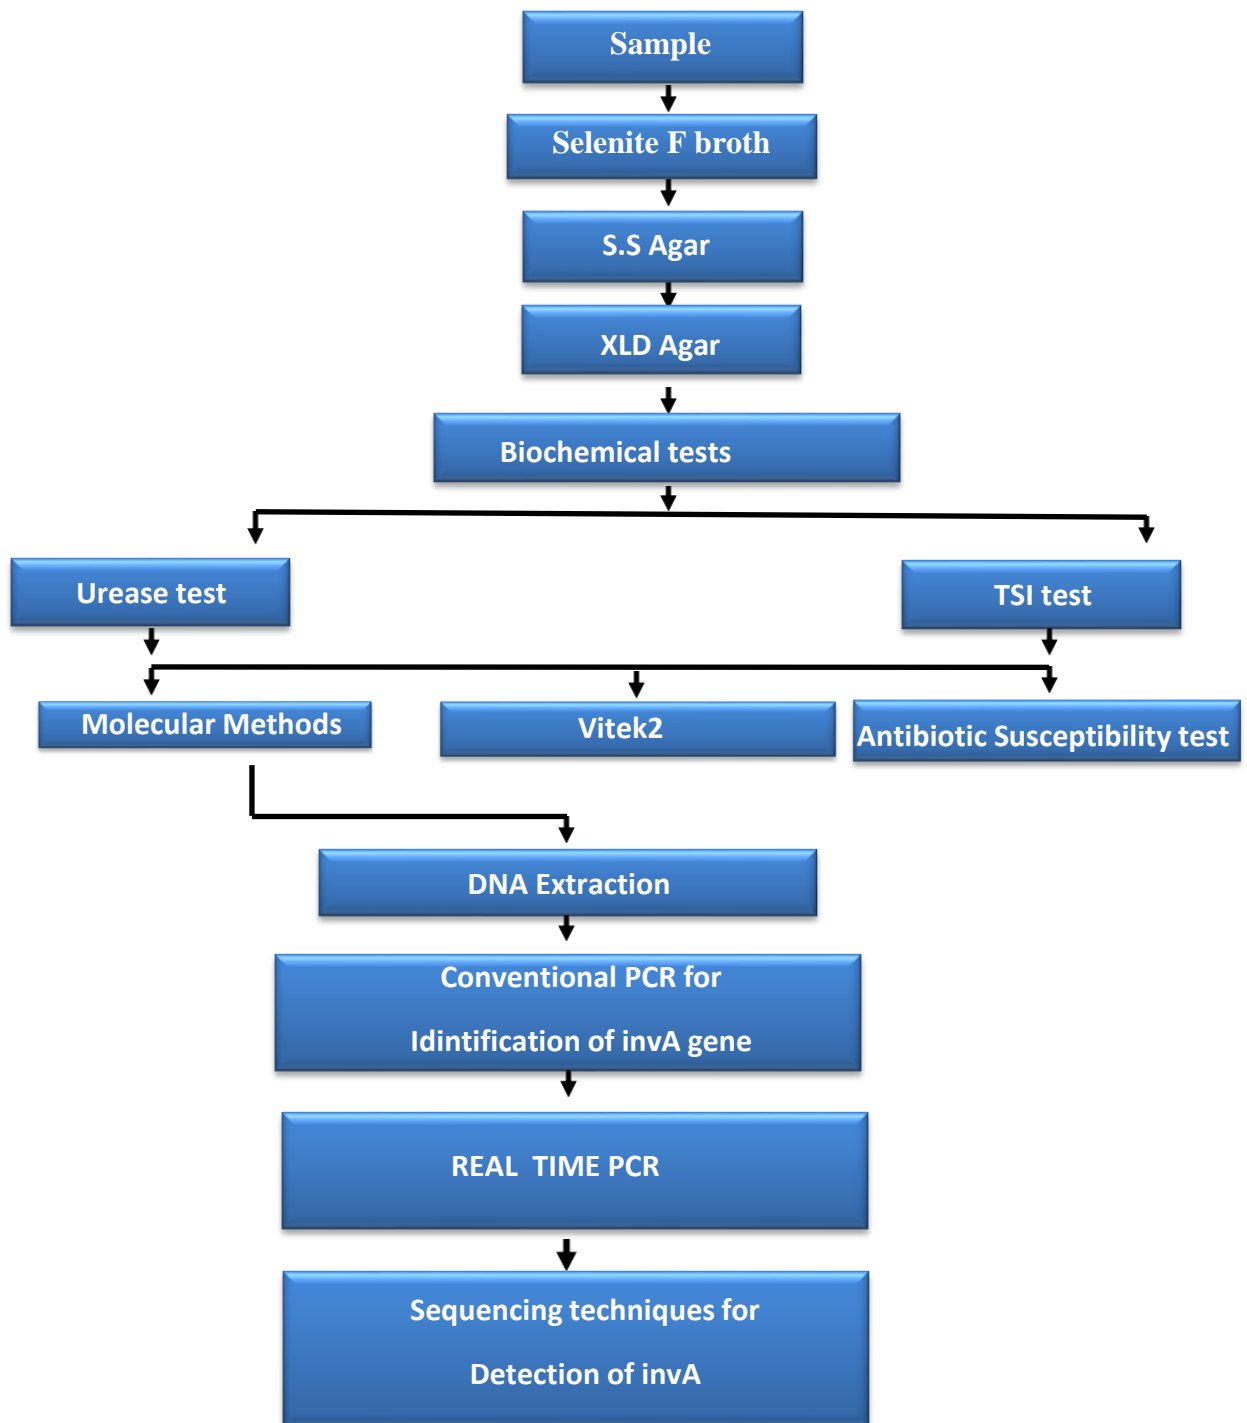 Sample
Selenite F broth
S.S Agar
XLD Agar
Biochemical tests
Urease test
TSI test
Molecular Methods
Vitek2
Antibiotic Susceptibility test
DNA Extraction
Conventional PCR for
Idintification of invA gene
REAL TIME PCR
Sequencing techniques for
Detection of invA